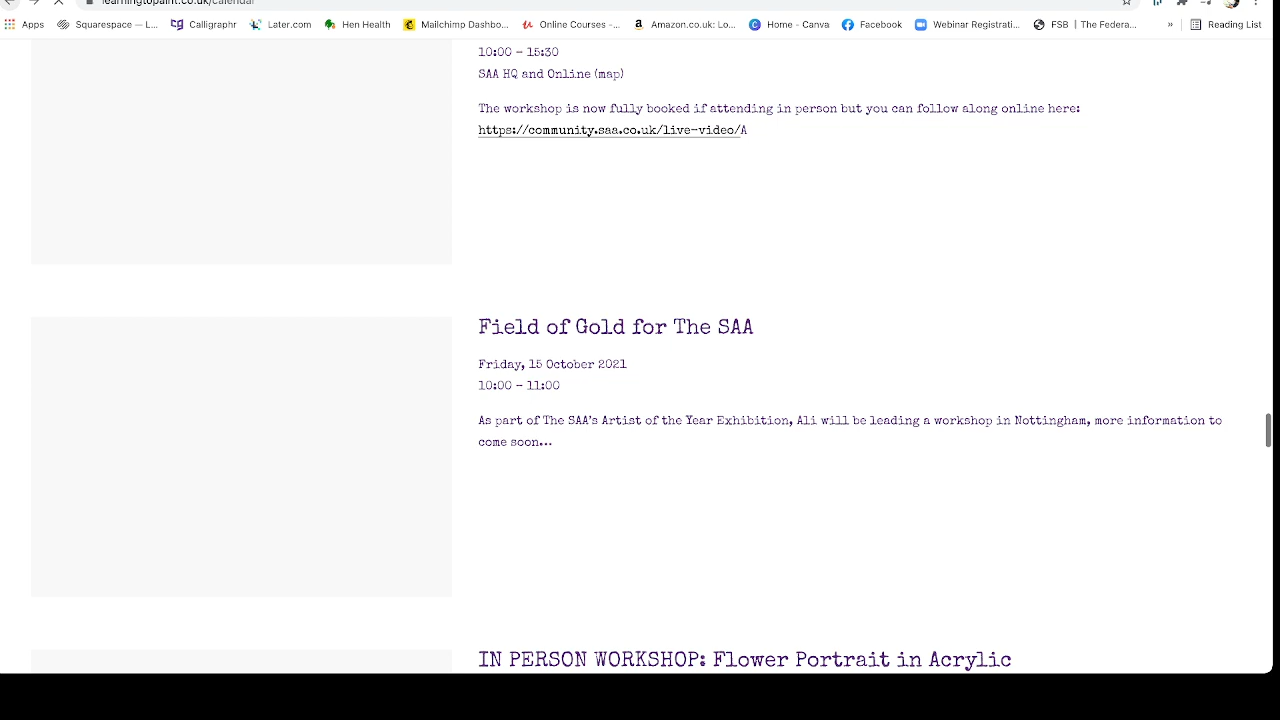 learningtopaint.co.uk/calendar
Apps Squarespace — L... Calligraphr Later.com Hen Health Mailchimp Dashbo... Online Courses -... Amazon.co.uk: Lo... Home - Canva Facebook Webinar Registrati... FSB | The Federa... » Reading List
10:00 – 15:30
SAA HQ and Online (map)
The workshop is now fully booked if attending in person but you can follow along online here:
https://community.saa.co.uk/live-video/A
Field of Gold for The SAA
Friday, 15 October 2021
10:00 – 11:00
As part of The SAA's Artist of the Year Exhibition, Ali will be leading a workshop in Nottingham, more information to
come soon...
IN PERSON WORKSHOP: Flower Portrait in Acrylic